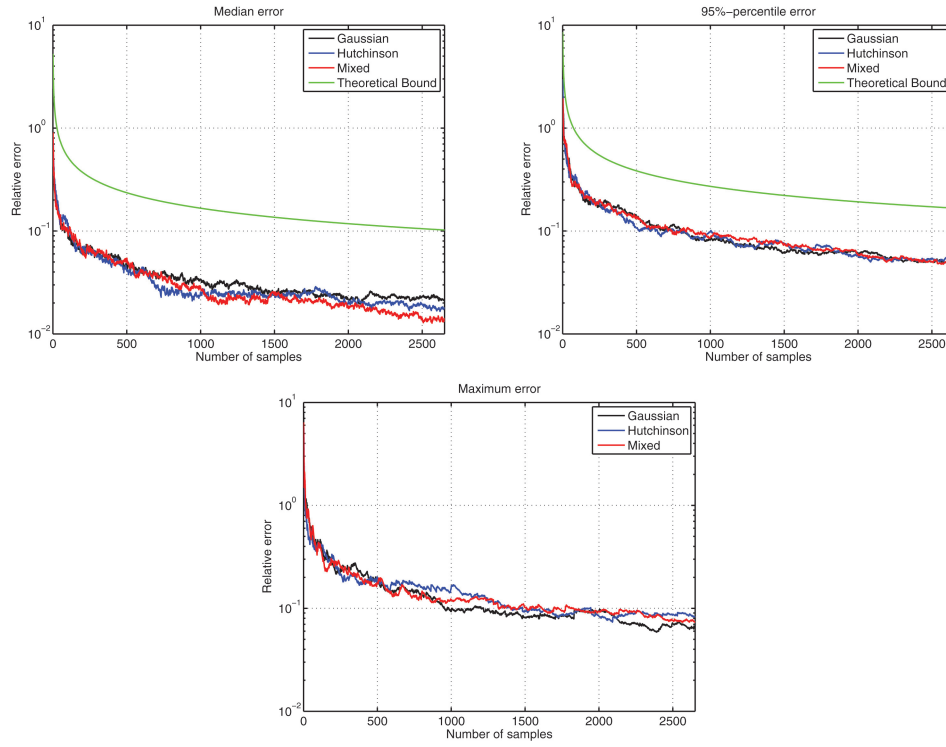 Median error
10^1
10^0
10^-1
10^-2
Relative error
Gaussian
Hutchinson
Mixed
Theoretical Bound
0 500 1000 1500 2000 2500
Number of samples
95%-percentile error
10^1
10^0
10^-1
10^-2
Relative error
Gaussian
Hutchinson
Mixed
Theoretical Bound
0 500 1000 1500 2000 2500
Number of samples
Maximum error
10^1
10^0
10^-1
10^-2
Relative error
Gaussian
Hutchinson
Mixed
0 500 1000 1500 2000 2500
Number of samples